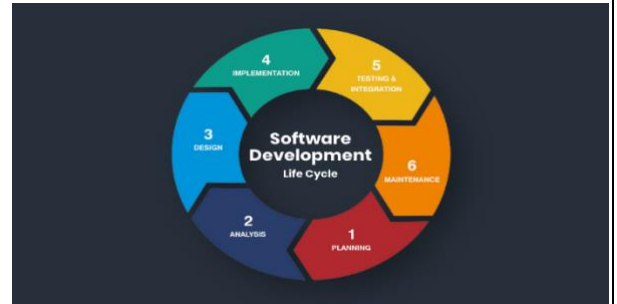 Software
Development
Life Cycle
1
PLANNING
2
ANALYSIS
3
DESIGN
4
IMPLEMENTATION
5
TESTING &
INTEGRATION
6
MAINTENANCE